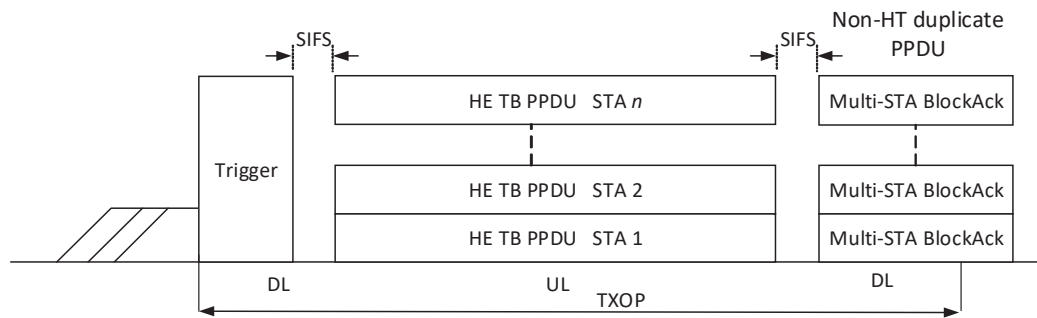 Non-HT duplicate
PPDU
SIFS
SIFS
HE TB PPDU STA n
Multi-STA BlockAck
Trigger
HE TB PPDU STA 2
Multi-STA BlockAck
HE TB PPDU STA 1
Multi-STA BlockAck
DL
UL
DL
TXOP